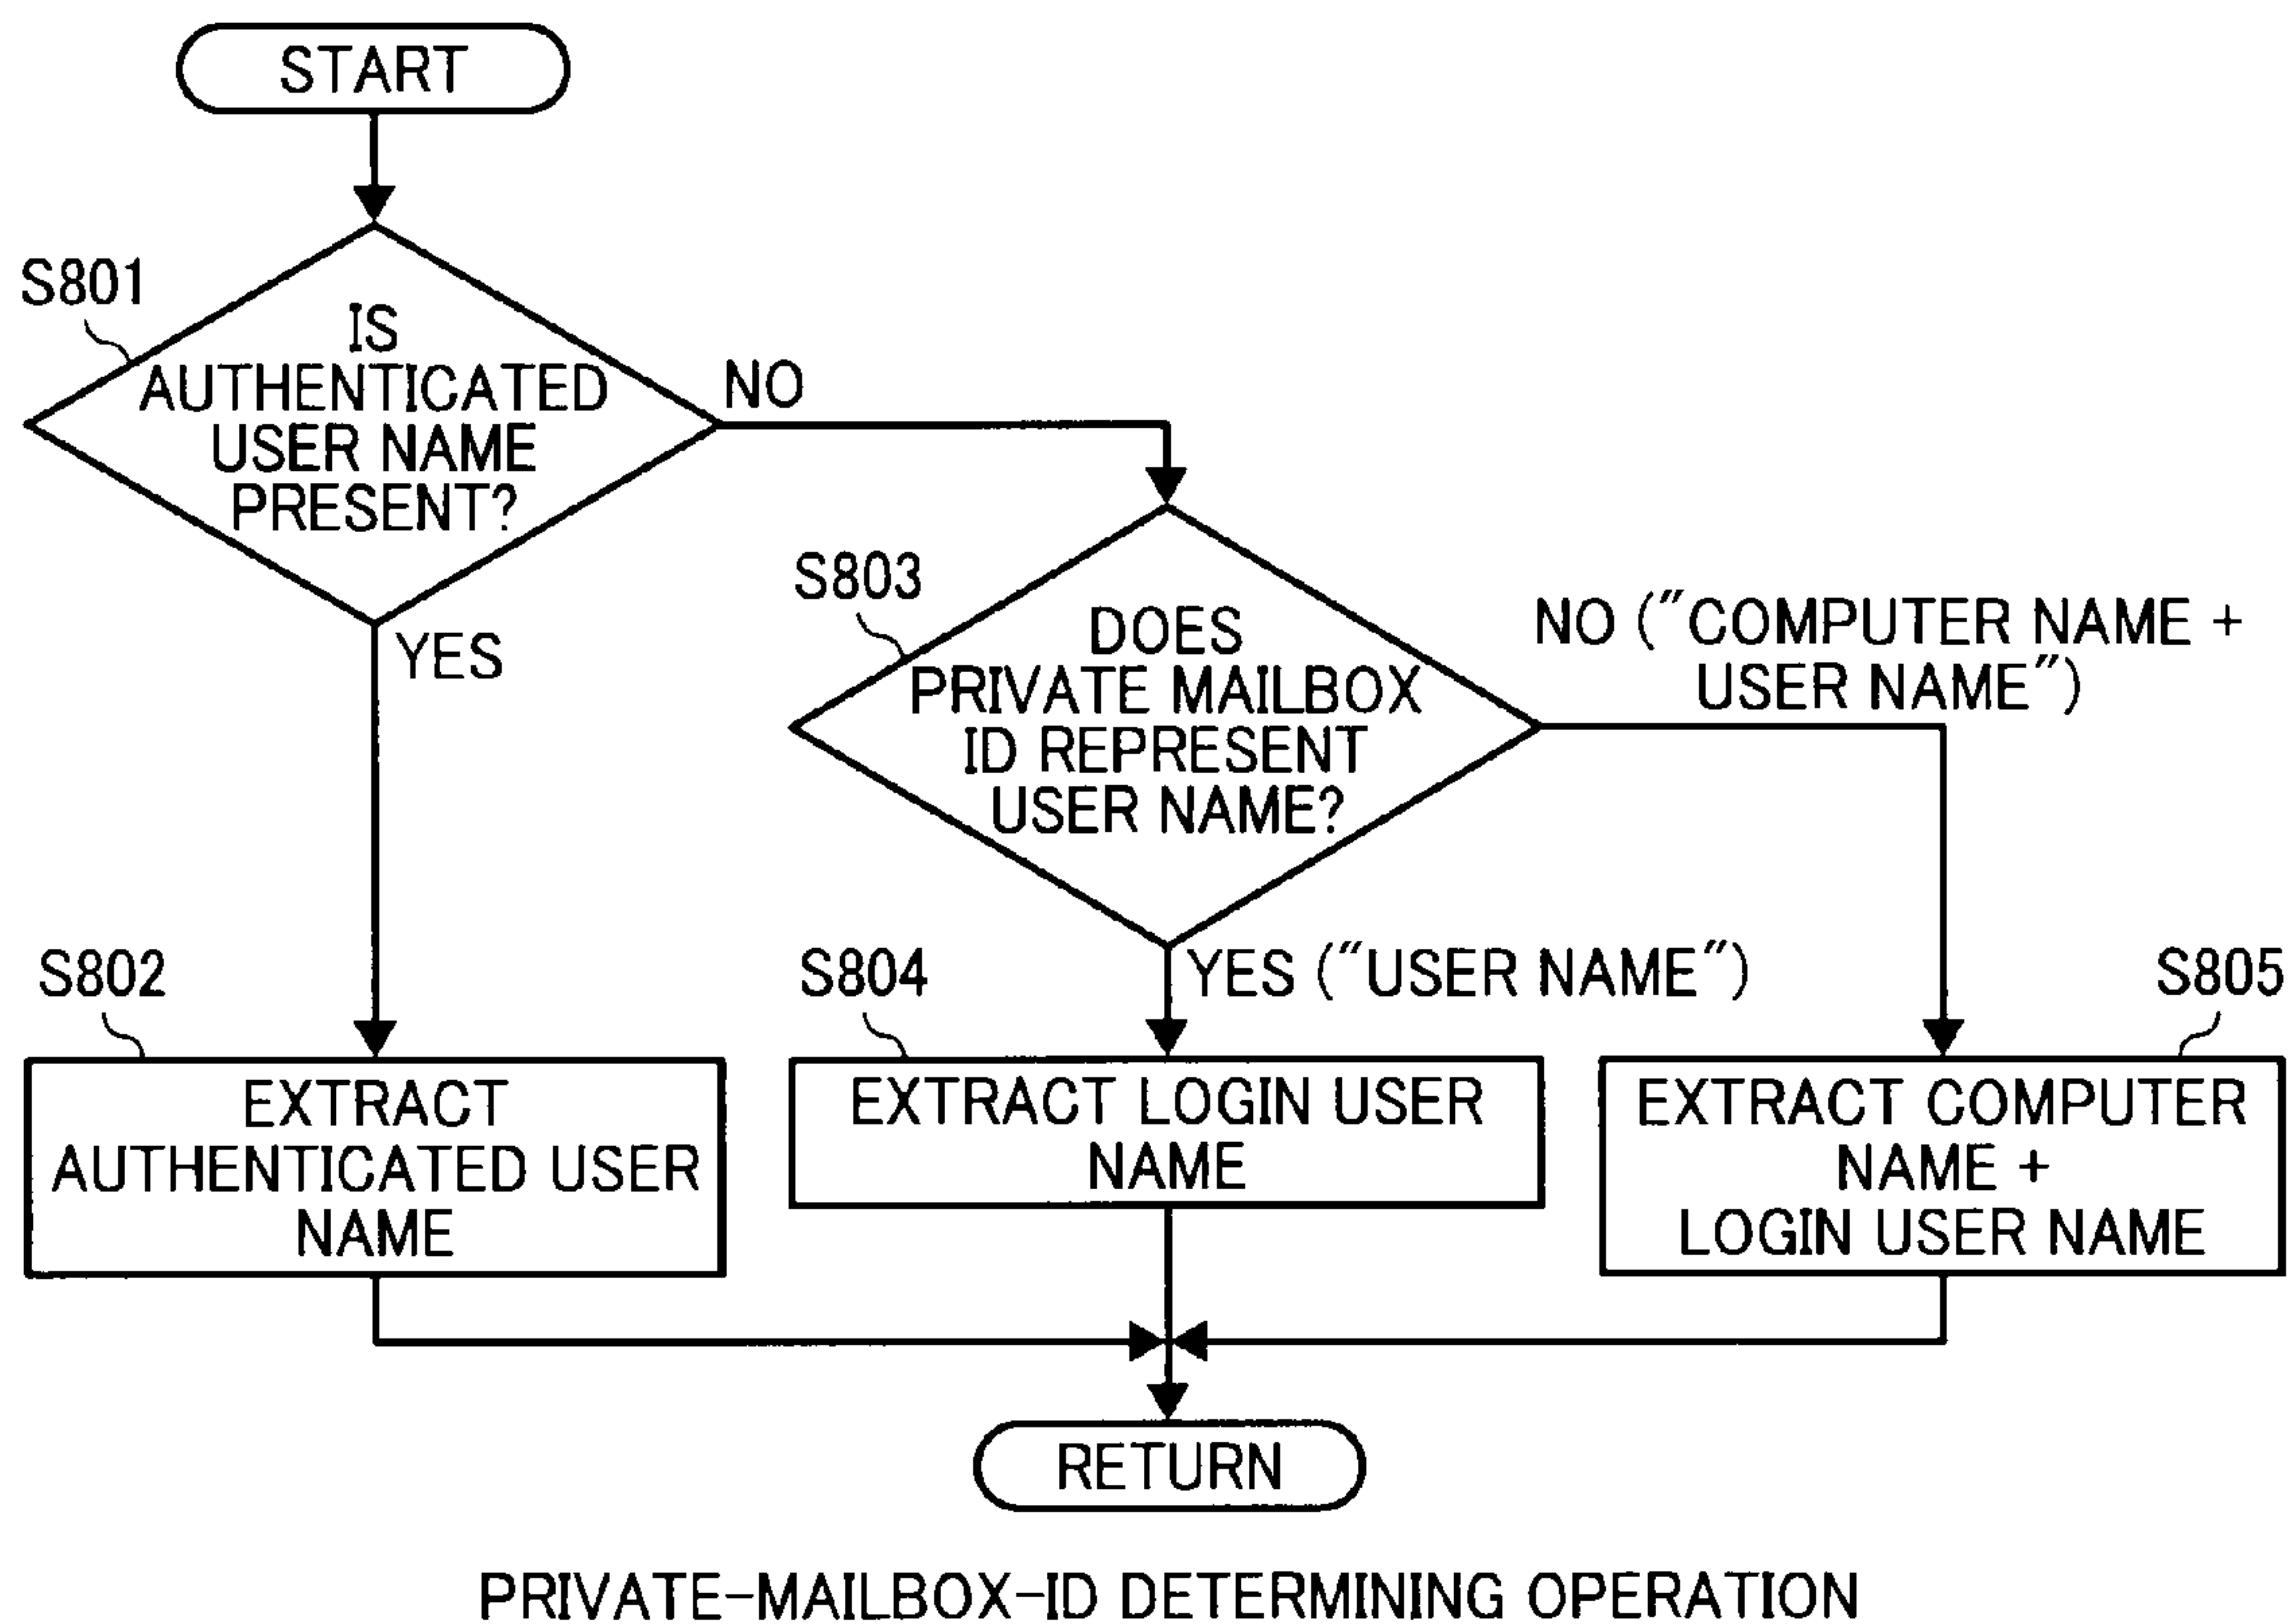 START
S801
IS
AUTHENTICATED
USER NAME
PRESENT?
NO
YES
S803
DOES
PRIVATE MAILBOX
ID REPRESENT
USER NAME?
NO ("COMPUTER NAME +
USER NAME")
YES ("USER NAME")
S802
EXTRACT
AUTHENTICATED USER
NAME
S804
EXTRACT LOGIN USER
NAME
S805
EXTRACT COMPUTER
NAME +
LOGIN USER NAME
RETURN
PRIVATE-MAILBOX-ID DETERMINING OPERATION